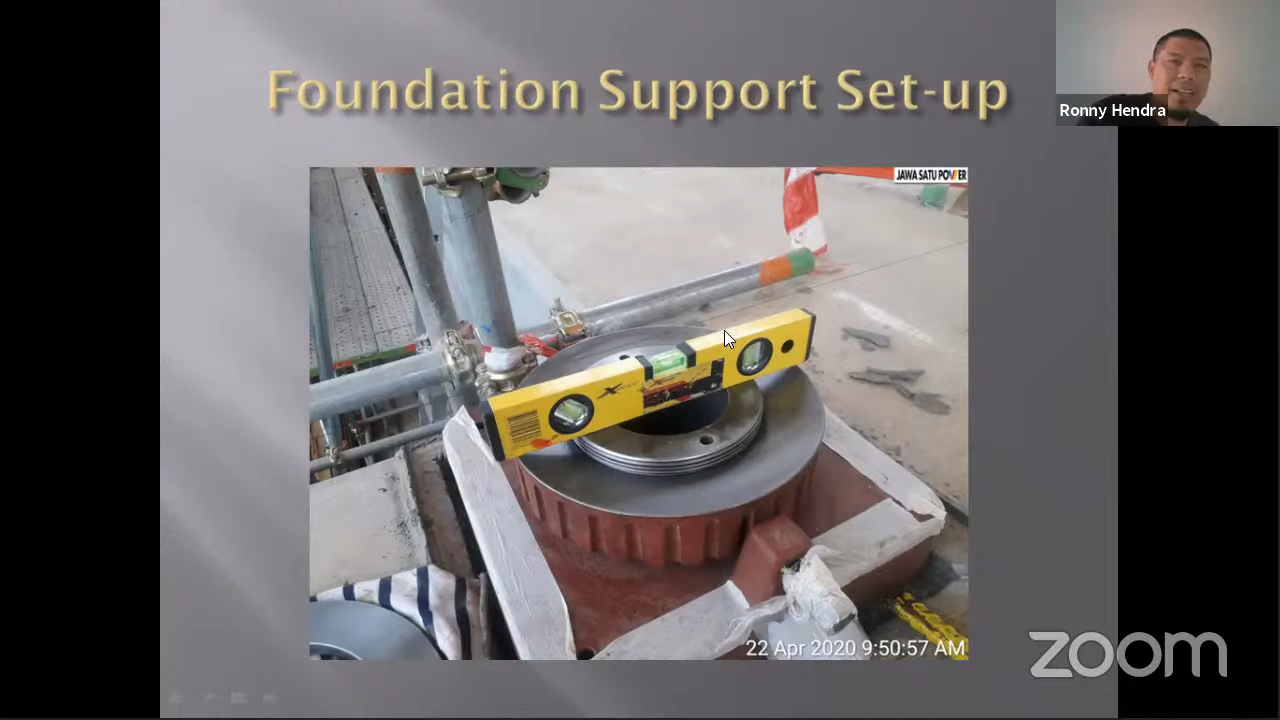 Foundation Support Set-up
Ronny Hendra
JAWA SATU POWER
22 Apr 2020 9:50:57 AM
zoom